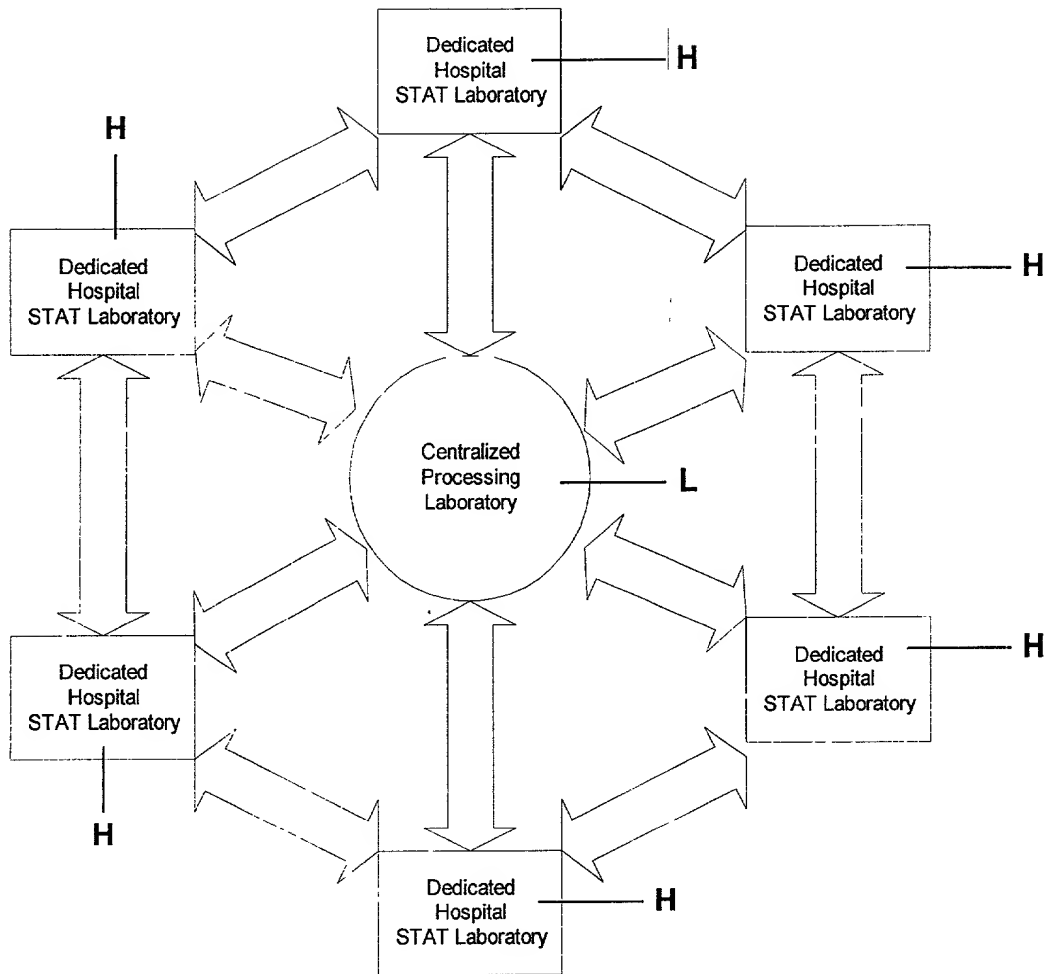 Dedicated
Hospital
STAT Laboratory
H
H
Dedicated
Hospital
STAT Laboratory
Dedicated
Hospital
STAT Laboratory
H
Centralized
Processing
Laboratory
L
Dedicated
Hospital
STAT Laboratory
H
Dedicated
Hospital
STAT Laboratory
H
Dedicated
Hospital
STAT Laboratory
H